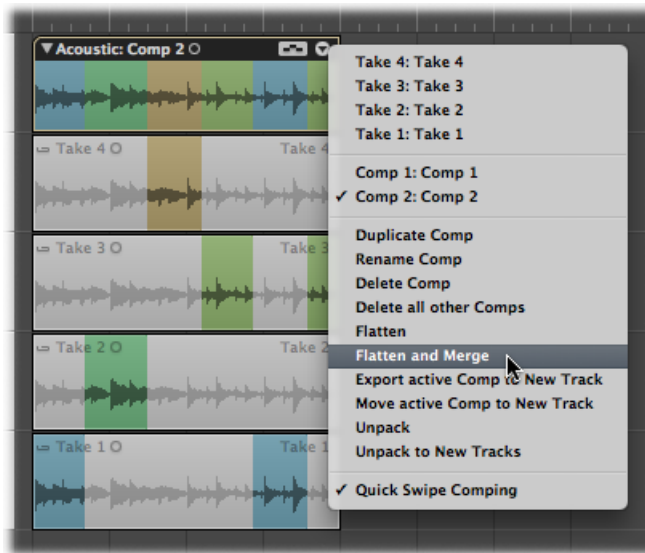 Acoustic: Comp 2
Take 4: Take 4
Take 3: Take 3
Take 2: Take 2
Take 1: Take 1
Comp 1: Comp 1
✓ Comp 2: Comp 2
Duplicate Comp
Rename Comp
Delete Comp
Delete all other Comps
Flatten
Flatten and Merge
Export active Comp to New Track
Move active Comp to New Track
Unpack
Unpack to New Tracks
✓ Quick Swipe Comping
Take 4 Take 4
Take 3 Take 3
Take 2 Take 2
Take 1 Take 1